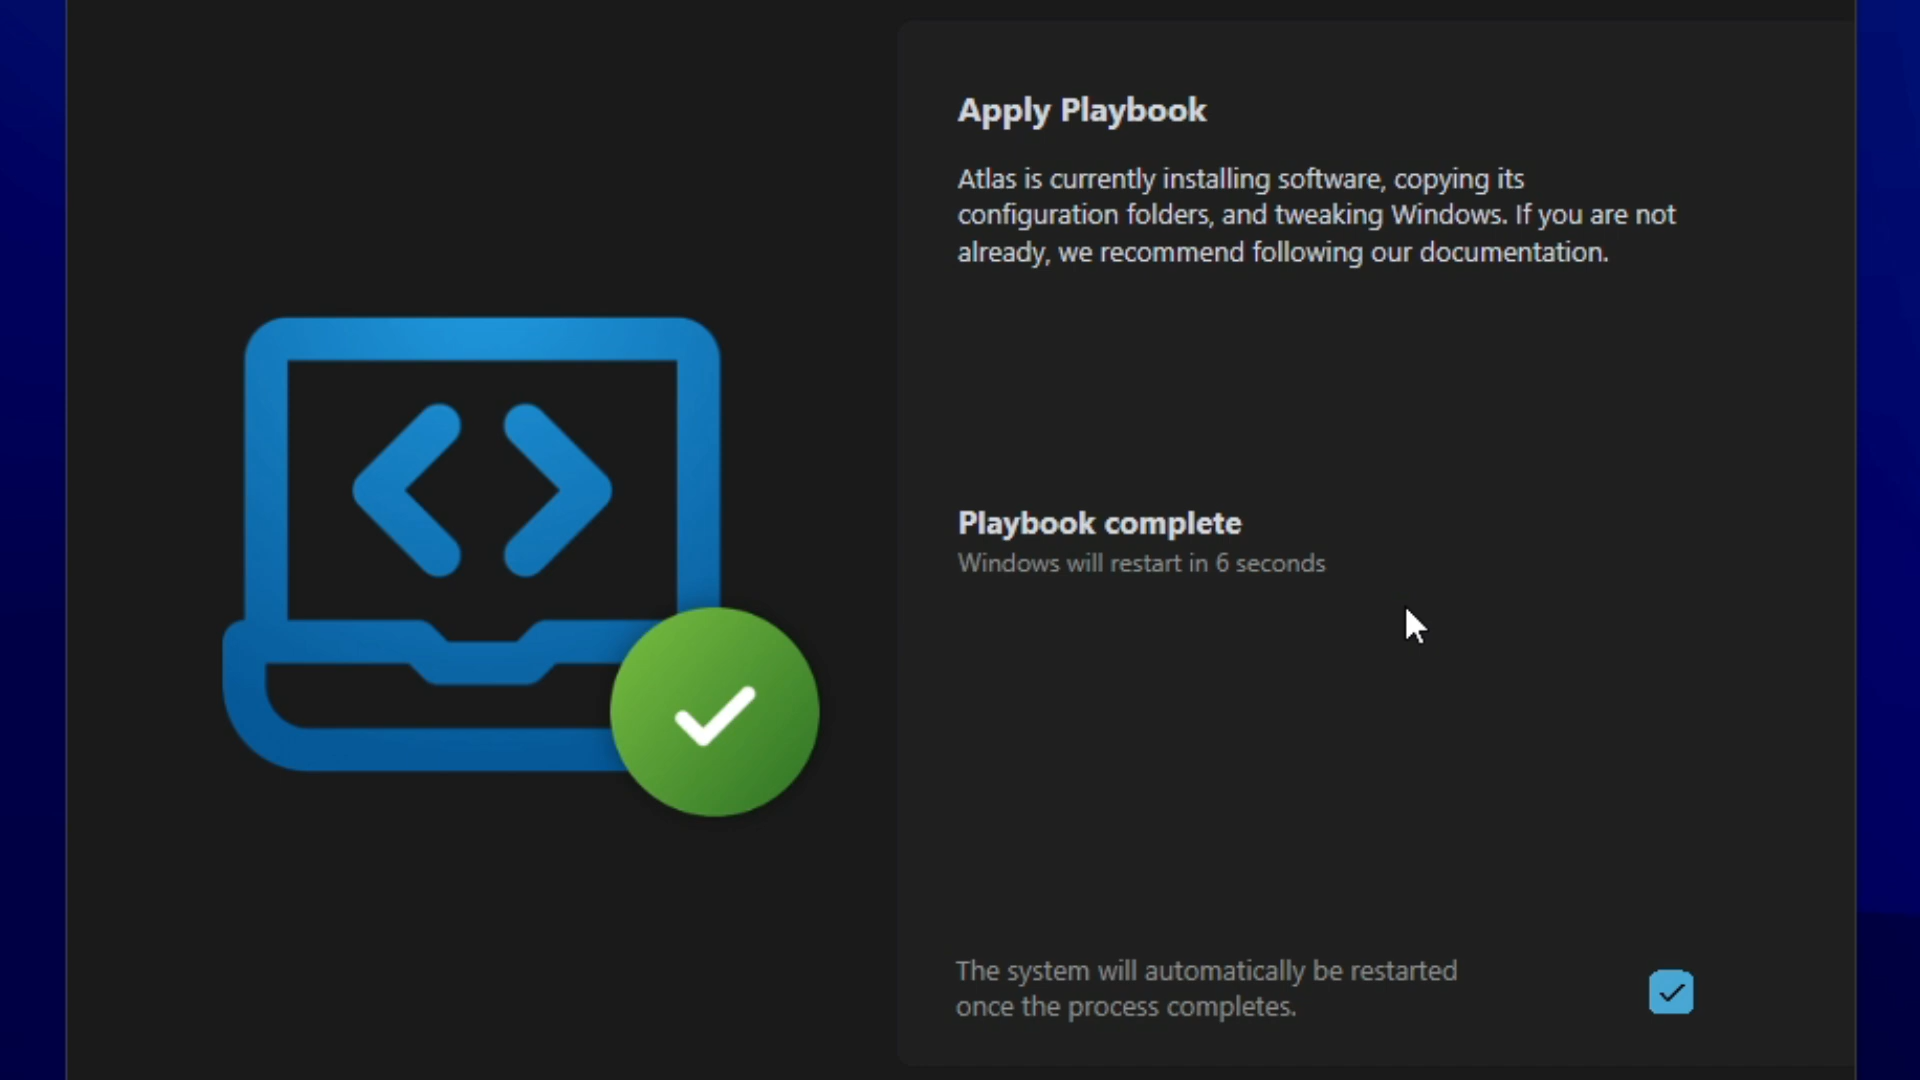 Apply Playbook
Atlas is currently installing software, copying its
configuration folders, and tweaking Windows. If you are not
already, we recommend following our documentation.
Playbook complete
Windows will restart in 6 seconds
The system will automatically be restarted
once the process completes.